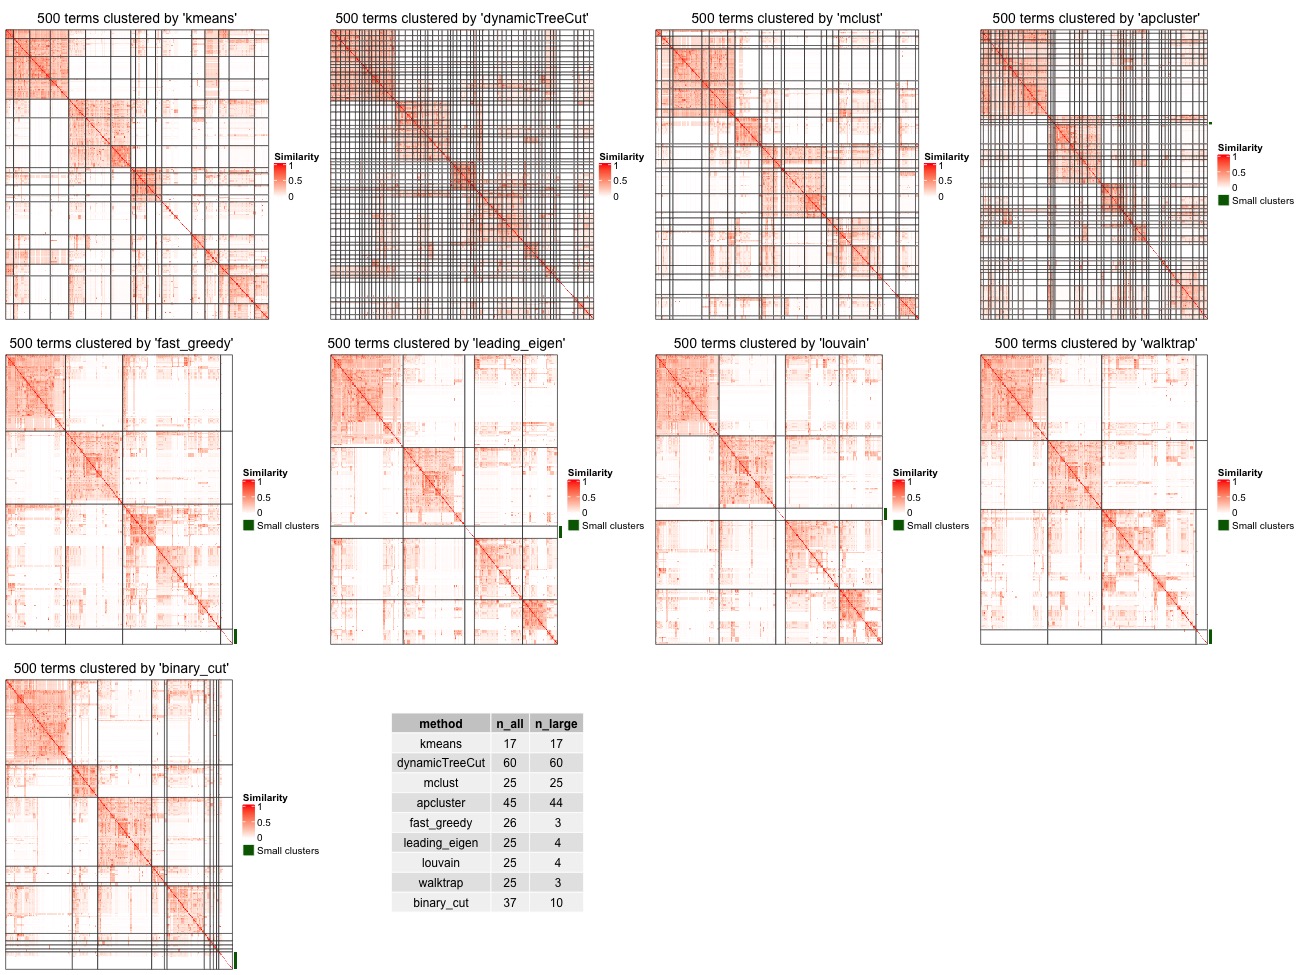 500 terms clustered by 'kmeans'
Similarity
1
0.5
0
500 terms clustered by 'dynamicTreeCut'
Similarity
1
0.5
0
500 terms clustered by 'mclust'
Similarity
1
0.5
0
500 terms clustered by 'apcluster'
Similarity
1
0.5
0
Small clusters
500 terms clustered by 'fast_greedy'
Similarity
1
0.5
0
Small clusters
500 terms clustered by 'leading_eigen'
Similarity
1
0.5
0
Small clusters
500 terms clustered by 'louvain'
Similarity
1
0.5
0
Small clusters
500 terms clustered by 'walktrap'
Similarity
1
0.5
0
Small clusters
500 terms clustered by 'binary_cut'
Similarity
1
0.5
0
Small clusters
method n_all n_large
kmeans 17 17
dynamicTreeCut 60 60
mclust 25 25
apcluster 45 44
fast_greedy 26 3
leading_eigen 25 4
louvain 25 4
walktrap 25 3
binary_cut 37 10